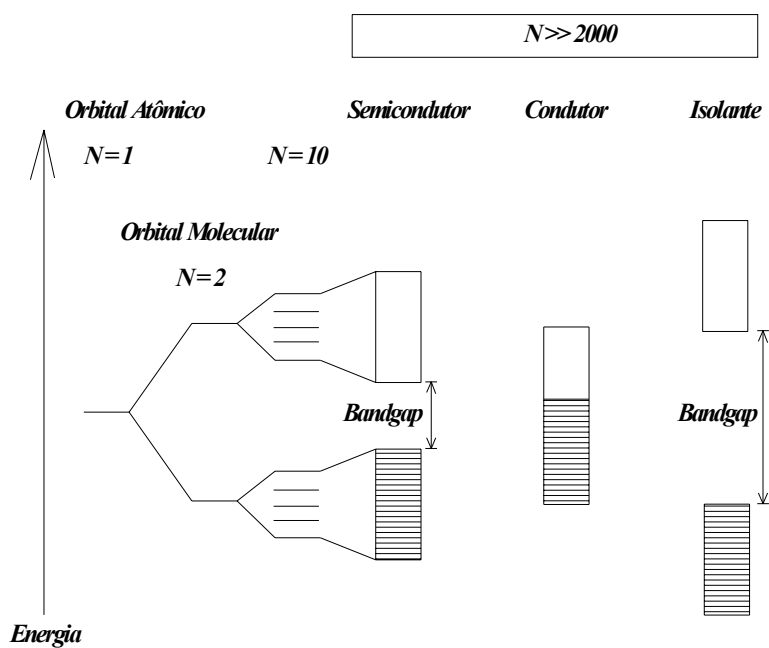 N>>2000
Orbital Atômico
Semicondutor
Condutor
Isolante
N=1
N=10
Orbital Molecular
N=2
Bandgap
Bandgap
Energia